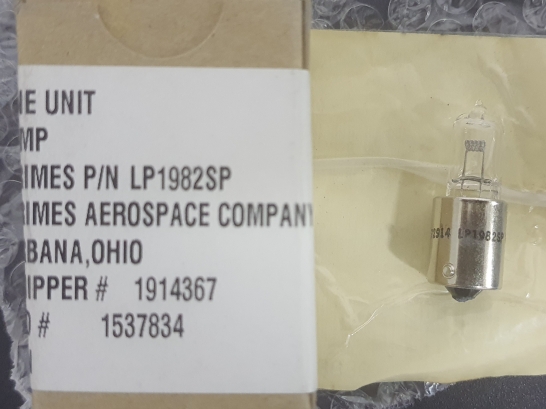 NE UNIT
MP
RIMES P/N LP1982SP
RIMES AEROSPACE COMPANY
BANA,OHIO
IPPER # 1914367
O # 1537834
LP1982SP